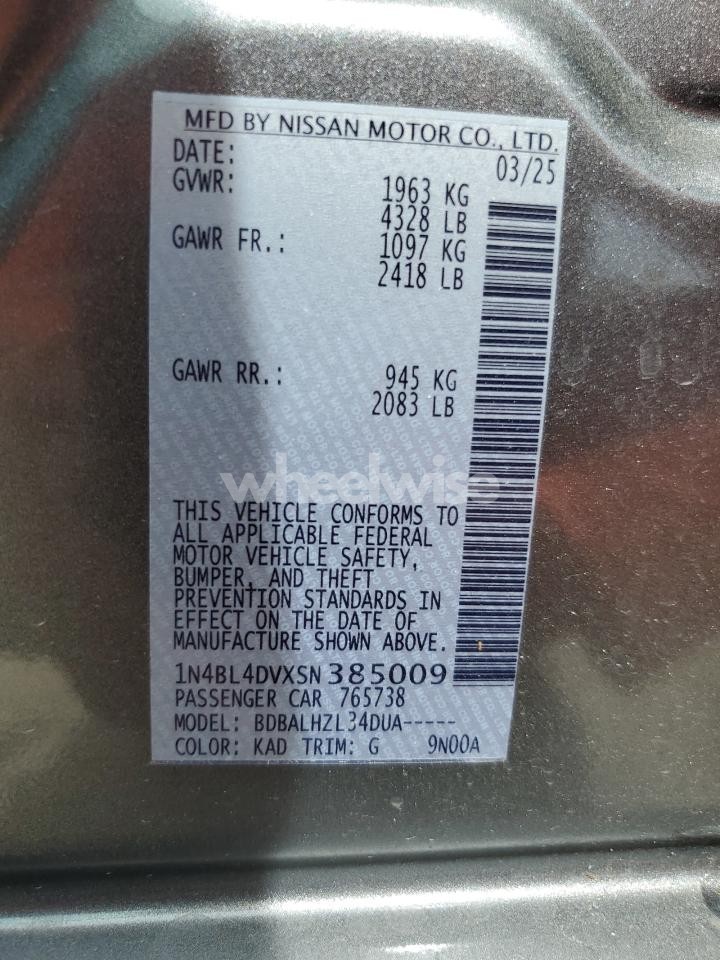 MFD BY NISSAN MOTOR CO., LTD.
DATE: 03/25
GVWR: 1963 KG
4328 LB
GAWR FR.: 1097 KG
2418 LB
GAWR RR.: 945 KG
2083 LB
wheelwise
THIS VEHICLE CONFORMS TO
ALL APPLICABLE FEDERAL
MOTOR VEHICLE SAFETY,
BUMPER, AND THEFT
PREVENTION STANDARDS IN
EFFECT ON THE DATE OF
MANUFACTURE SHOWN ABOVE.
1N4BL4DVXSN385009
PASSENGER CAR 765738
MODEL: BDBALHZL34DUA-----
COLOR: KAD TRIM: G 9N00A